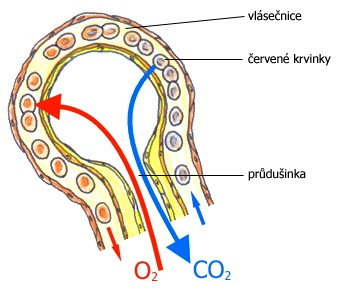 vlásečnice
červené krvinky
průdušinka
O₂
CO₂